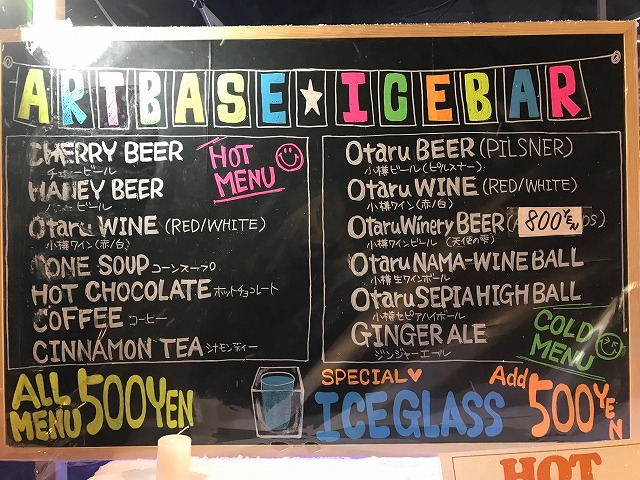 ARTBASE★ICEBAR
CHERRY BEER
チェリービール
HANEY BEER
ハニービール
Otaru WINE (RED/WHITE)
小樽ワイン(赤/白)
CONE SOUP コーンスープ
HOT CHOCOLATE ホットチョコレート
COFFEE コーヒー
CINNAMON TEA シナモンティー
HOT
MENU
Otaru BEER (PILSNER)
小樽ビール(ピルスナー)
Otaru WINE (RED/WHITE)
小樽ワイン(赤/白)
Otaru Winery BEER
800YEN
小樽ワインビール (天使の雫)
Otaru NAMA-WINE BALL
小樽生ワインボール
Otaru SEPIA HIGH BALL
小樽セピアハイボール
GINGER ALE
ジンジャーエール
COLD
MENU
ALL
MENU 500YEN
SPECIAL♥
ICE GLASS
Add
500YEN
HOT